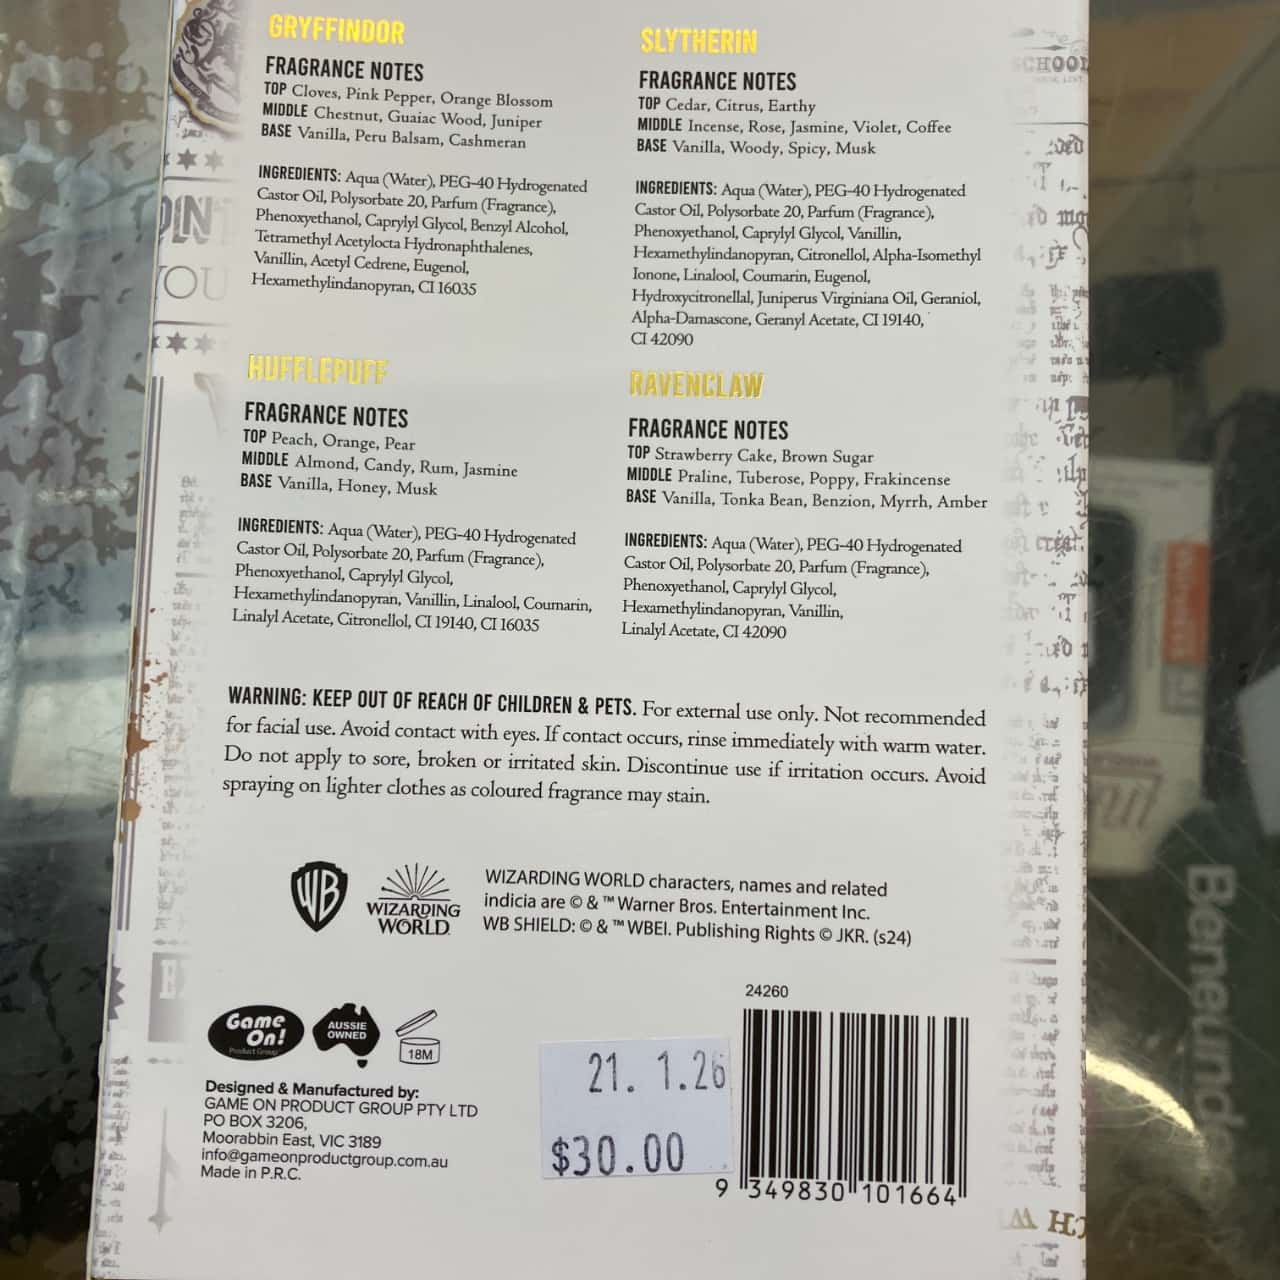 GRYFFINDOR
FRAGRANCE NOTES
TOP Cloves, Pink Pepper, Orange Blossom
MIDDLE Chestnut, Guaiac Wood, Juniper
BASE Vanilla, Peru Balsam, Cashmeran
INGREDIENTS: Aqua (Water), PEG-40 Hydrogenated
Castor Oil, Polysorbate 20, Parfum (Fragrance),
Phenoxyethanol, Caprylyl Glycol, Benzyl Alcohol,
Tetramethyl Acetylocta Hydronaphthalenes,
Vanillin, Acetyl Cedrene, Eugenol,
Hexamethylindanopyran, CI 16035
SLYTHERIN
FRAGRANCE NOTES
TOP Cedar, Citrus, Earthy
MIDDLE Incense, Rose, Jasmine, Violet, Coffee
BASE Vanilla, Woody, Spicy, Musk
INGREDIENTS: Aqua (Water), PEG-40 Hydrogenated
Castor Oil, Polysorbate 20, Parfum (Fragrance),
Phenoxyethanol, Caprylyl Glycol, Vanillin,
Hexamethylindanopyran, Citronellol, Alpha-Isomethyl
Ionone, Linalool, Coumarin, Eugenol,
Hydroxycitronellal, Juniperus Virginiana Oil, Geraniol,
Alpha-Damascone, Geranyl Acetate, CI 19140,
CI 42090
HUFFLEPUFF
FRAGRANCE NOTES
TOP Peach, Orange, Pear
MIDDLE Almond, Candy, Rum, Jasmine
BASE Vanilla, Honey, Musk
INGREDIENTS: Aqua (Water), PEG-40 Hydrogenated
Castor Oil, Polysorbate 20, Parfum (Fragrance),
Phenoxyethanol, Caprylyl Glycol,
Hexamethylindanopyran, Vanillin, Linalool, Coumarin,
Linalyl Acetate, Citronellol, CI 19140, CI 16035
RAVENCLAW
FRAGRANCE NOTES
TOP Strawberry Cake, Brown Sugar
MIDDLE Praline, Tuberose, Poppy, Frakincense
BASE Vanilla, Tonka Bean, Benzion, Myrrh, Amber
INGREDIENTS: Aqua (Water), PEG-40 Hydrogenated
Castor Oil, Polysorbate 20, Parfum (Fragrance),
Phenoxyethanol, Caprylyl Glycol,
Hexamethylindanopyran, Vanillin,
Linalyl Acetate, CI 42090
WARNING: KEEP OUT OF REACH OF CHILDREN & PETS. For external use only. Not recommended
for facial use. Avoid contact with eyes. If contact occurs, rinse immediately with warm water.
Do not apply to sore, broken or irritated skin. Discontinue use if irritation occurs. Avoid
spraying on lighter clothes as coloured fragrance may stain.
WB
WIZARDING
WORLD
WIZARDING WORLD characters, names and related
indicia are © & ™ Warner Bros. Entertainment Inc.
WB SHIELD: © & ™ WBEI. Publishing Rights © JKR. (s24)
Game
On!
Product Group
AUSSIE
OWNED
18M
Designed & Manufactured by:
GAME ON PRODUCT GROUP PTY LTD
PO BOX 3206,
Moorabbin East, VIC 3189
info@gameonproductgroup.com.au
Made in P.R.C.
21. 1.26
$30.00
24260
9 349830 101664
SCHOOL
YOU
Beneunder